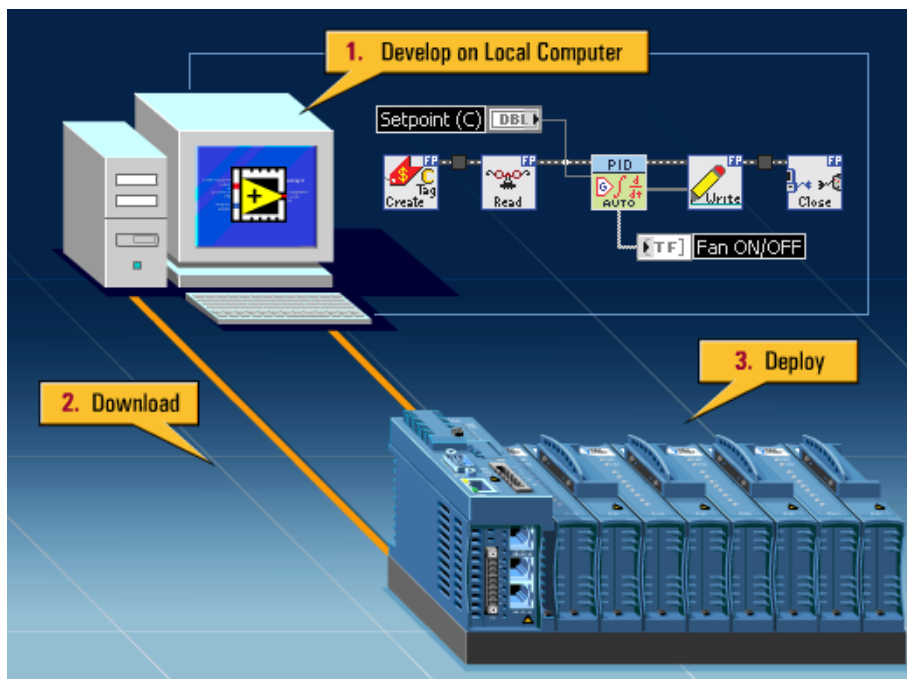 1. Develop on Local Computer
Setpoint (C) DBL
FP FP PID FP FP
Create Tag Read AUTO Write Close
TF Fan ON/OFF
3. Deploy
2. Download